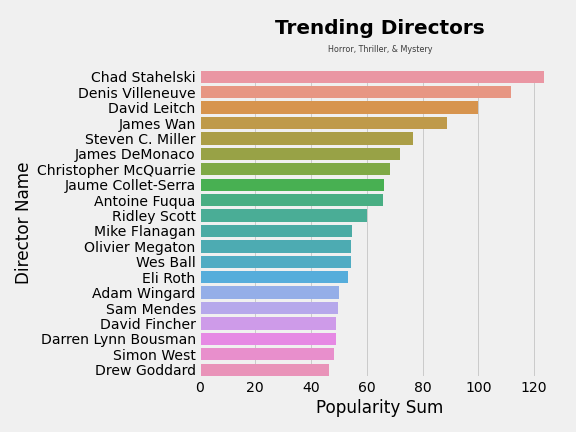 Trending Directors
Horror, Thriller, & Mystery
Director Name
Chad Stahelski
Denis Villeneuve
David Leitch
James Wan
Steven C. Miller
James DeMonaco
Christopher McQuarrie
Jaume Collet-Serra
Antoine Fuqua
Ridley Scott
Mike Flanagan
Olivier Megaton
Wes Ball
Eli Roth
Adam Wingard
Sam Mendes
David Fincher
Darren Lynn Bousman
Simon West
Drew Goddard
0 20 40 60 80 100 120
Popularity Sum